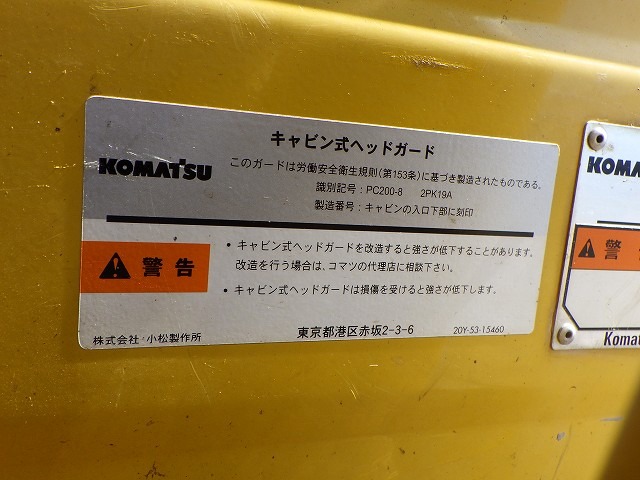 キャビン式ヘッドガード
KOMATSU
このガードは労働安全衛生規則(第153条)に基づき製造されたものである。
識別記号：PC200-8 2PK19A
製造番号：キャビンの入口下部に刻印
警告
・キャビン式ヘッドガードを改造すると強さが低下することがあります。
改造を行う場合は、コマツの代理店に相談下さい。
・キャビン式ヘッドガードは損傷を受けると強さが低下します。
株式会社 小松製作所
東京都港区赤坂2-3-6
20Y-53-15460
KOMA
警
Komat